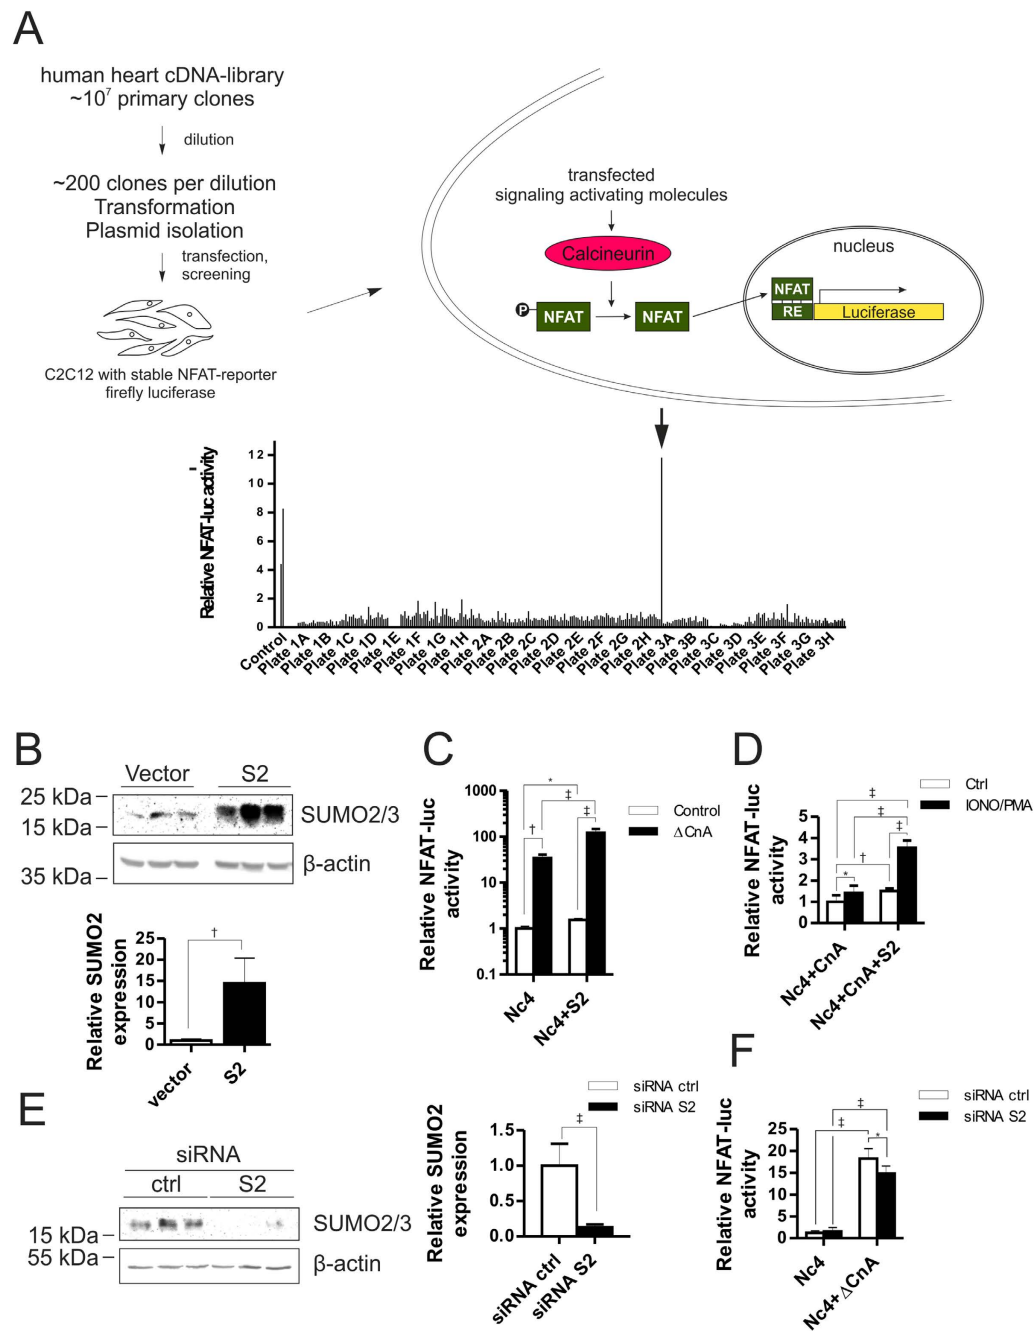 A
human heart cDNA-library
~10⁷ primary clones
dilution
~200 clones per dilution
Transformation
Plasmid isolation
transfection,
screening
C2C12 with stable NFAT-reporter
firefly luciferase
transfected
signaling activating molecules
Calcineurin
P
NFAT
NFAT
nucleus
NFAT
RE
Luciferase
Relative NFAT-luc activity
12
10
8
6
4
2
0
Control
Plate 1A
Plate 1B
Plate 1C
Plate 1D
Plate 1E
Plate 1F
Plate 1G
Plate 1H
Plate 2A
Plate 2B
Plate 2C
Plate 2D
Plate 2E
Plate 2F
Plate 2G
Plate 2H
Plate 3A
Plate 3B
Plate 3C
Plate 3D
Plate 3E
Plate 3F
Plate 3G
Plate 3H
B
Vector S2
25 kDa
15 kDa
SUMO2/3
35 kDa
β-actin
Relative SUMO2
expression
25
20
15
10
5
0
†
vector
S2
C
Relative NFAT-luc
activity
1000
100
10
1
0.1
*
‡
‡
†
Control
ΔCnA
Nc4
Nc4+S2
D
Ctrl
IONO/PMA
Relative NFAT-luc
activity
5
4
3
2
1
0
‡
‡
‡
†
*
Nc4+CnA
Nc4+CnA+S2
E
siRNA
ctrl S2
SUMO2/3
15 kDa
55 kDa
β-actin
siRNA ctrl
siRNA S2
Relative SUMO2
expression
1.5
1.0
0.5
0.0
‡
siRNA ctrl
siRNA S2
F
siRNA ctrl
siRNA S2
Relative NFAT-luc
activity
25
20
15
10
5
0
‡
‡
*
Nc4
Nc4+ΔCnA